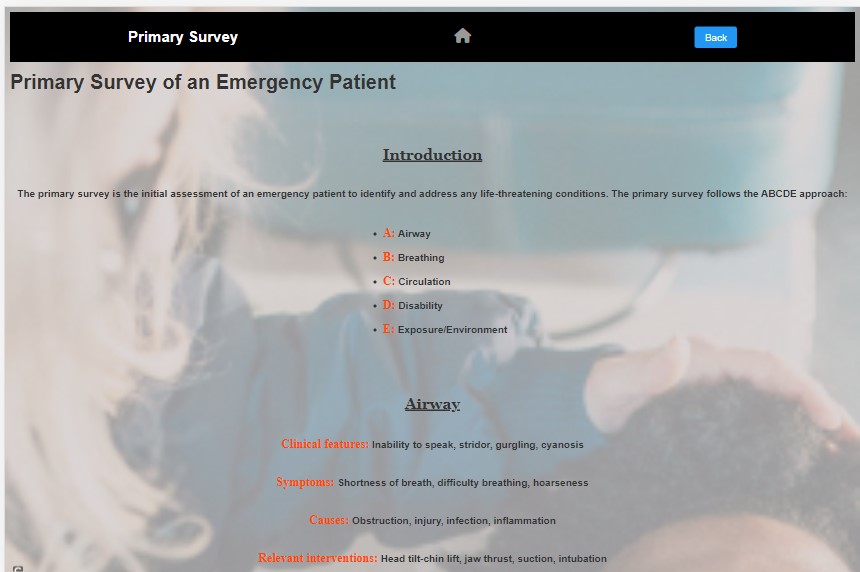 Primary Survey
Back
Primary Survey of an Emergency Patient
Introduction
The primary survey is the initial assessment of an emergency patient to identify and address any life-threatening conditions. The primary survey follows the ABCDE approach:
• A: Airway
• B: Breathing
• C: Circulation
• D: Disability
• E: Exposure/Environment
Airway
Clinical features: Inability to speak, stridor, gurgling, cyanosis
Symptoms: Shortness of breath, difficulty breathing, hoarseness
Causes: Obstruction, injury, infection, inflammation
Relevant interventions: Head tilt-chin lift, jaw thrust, suction, intubation